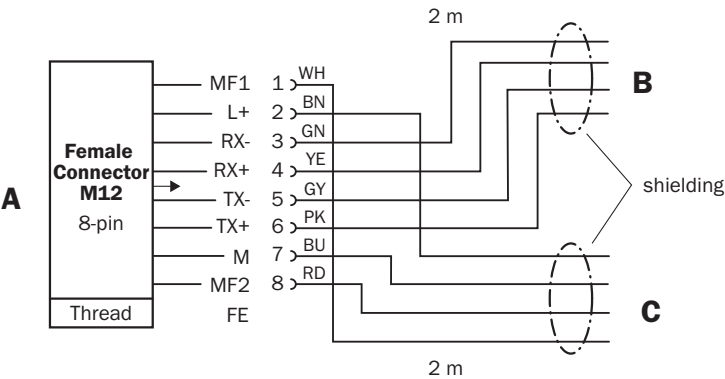 2 m
MF1 1 WH
L+ 2 BN
RX- 3 GN
RX+ 4 YE
TX- 5 GY
TX+ 6 PK
M 7 BU
MF2 8 RD
FE
A
Female
Connector
M12
8-pin
Thread
B
shielding
C
2 m